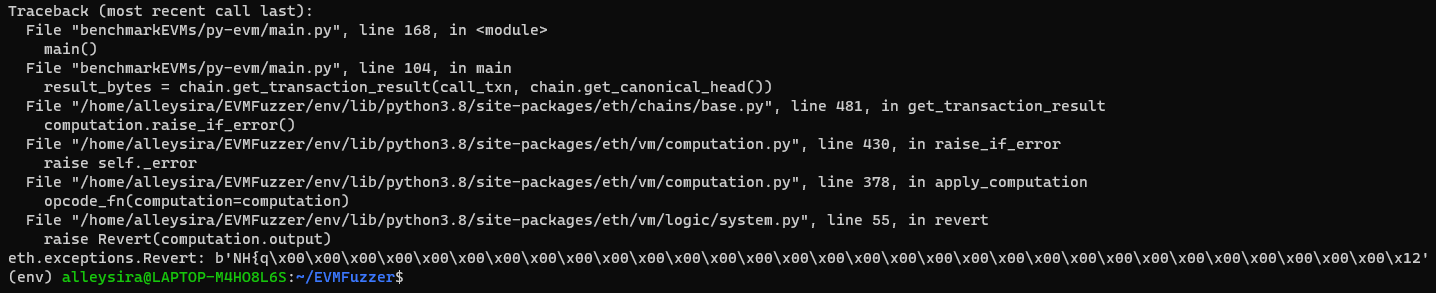 Traceback (most recent call last):
  File "benchmarkEVMs/py-evm/main.py", line 168, in <module>
    main()
  File "benchmarkEVMs/py-evm/main.py", line 104, in main
    result_bytes = chain.get_transaction_result(call_txn, chain.get_canonical_head())
  File "/home/alleysira/EVMFuzzer/env/lib/python3.8/site-packages/eth/chains/base.py", line 481, in get_transaction_result
    computation.raise_if_error()
  File "/home/alleysira/EVMFuzzer/env/lib/python3.8/site-packages/eth/vm/computation.py", line 430, in raise_if_error
    raise self._error
  File "/home/alleysira/EVMFuzzer/env/lib/python3.8/site-packages/eth/vm/computation.py", line 378, in apply_computation
    opcode_fn(computation=computation)
  File "/home/alleysira/EVMFuzzer/env/lib/python3.8/site-packages/eth/vm/logic/system.py", line 55, in revert
    raise Revert(computation.output)
eth.exceptions.Revert: b'NH{q\x00\x00\x00\x00\x00\x00\x00\x00\x00\x00\x00\x00\x00\x00\x00\x00\x00\x00\x00\x00\x00\x00\x00\x00\x00\x00\x00\x00\x00\x00\x00\x12'
(env) alleysira@LAPTOP-M4HO8L6S:~/EVMFuzzer$